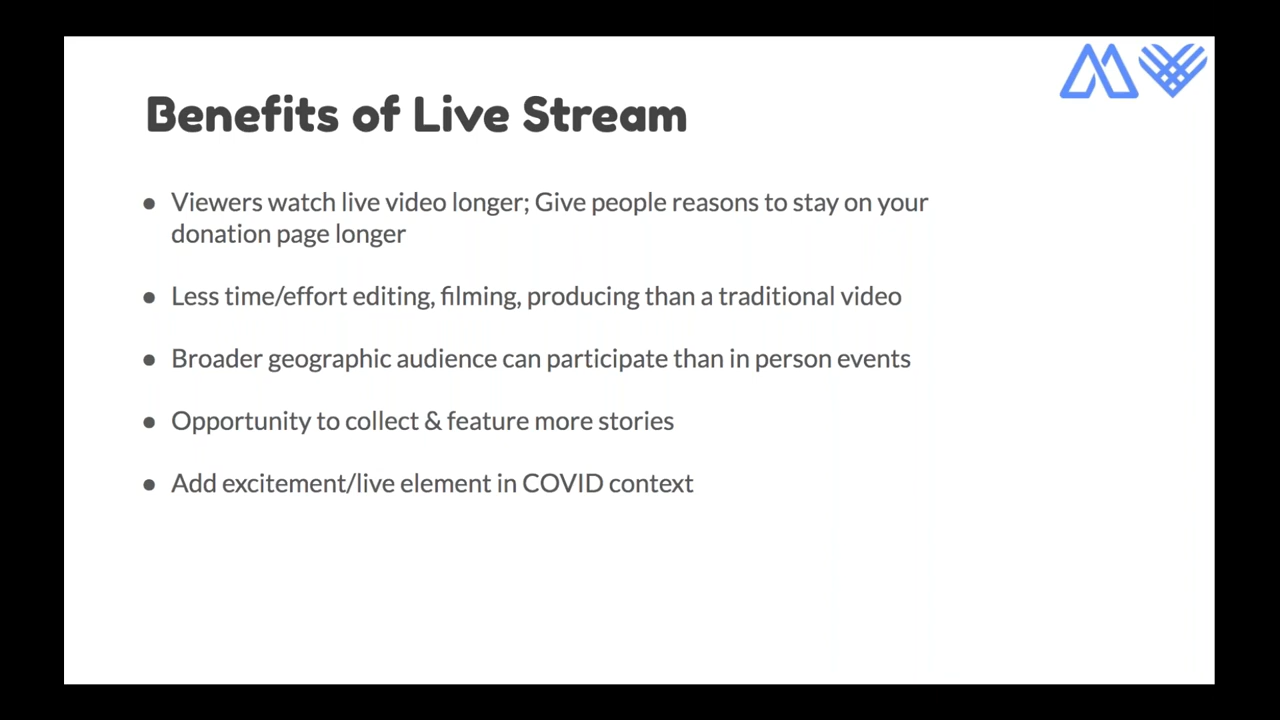 Benefits of Live Stream
● Viewers watch live video longer; Give people reasons to stay on your
donation page longer
● Less time/effort editing, filming, producing than a traditional video
● Broader geographic audience can participate than in person events
● Opportunity to collect & feature more stories
● Add excitement/live element in COVID context